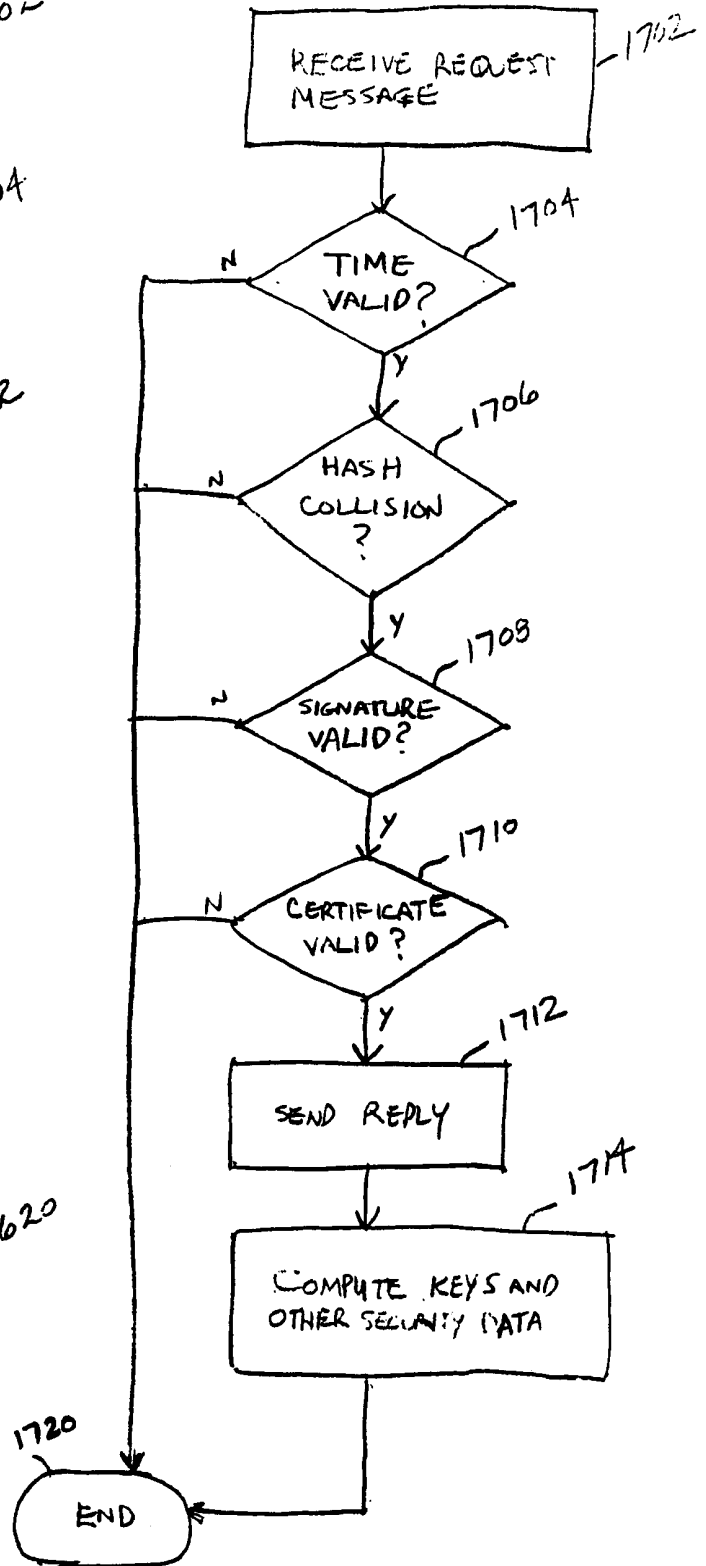 RECEIVE REQUEST
MESSAGE
1702
1704
N
TIME
VALID?
Y
1706
N
HASH
COLLISION
?
Y
1708
N
SIGNATURE
VALID?
Y
1710
N
CERTIFICATE
VALID?
Y
1712
SEND REPLY
1714
COMPUTE KEYS AND
OTHER SECURITY DATA
1720
END